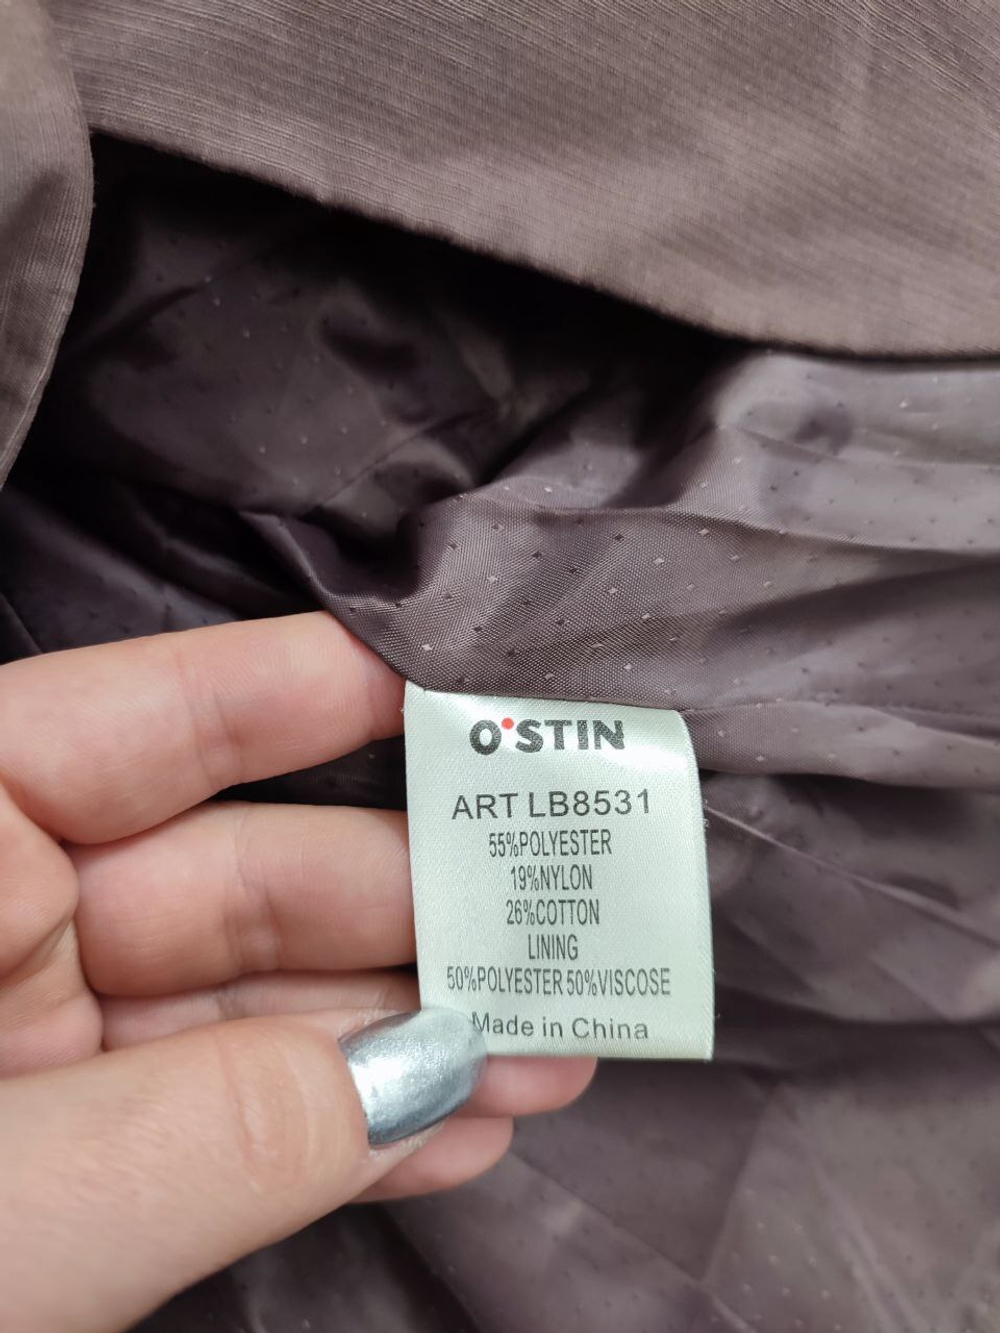 O'STIN
ART LB8531
55%POLYESTER
19%NYLON
26%COTTON
LINING
50%POLYESTER 50%VISCOSE
Made in China